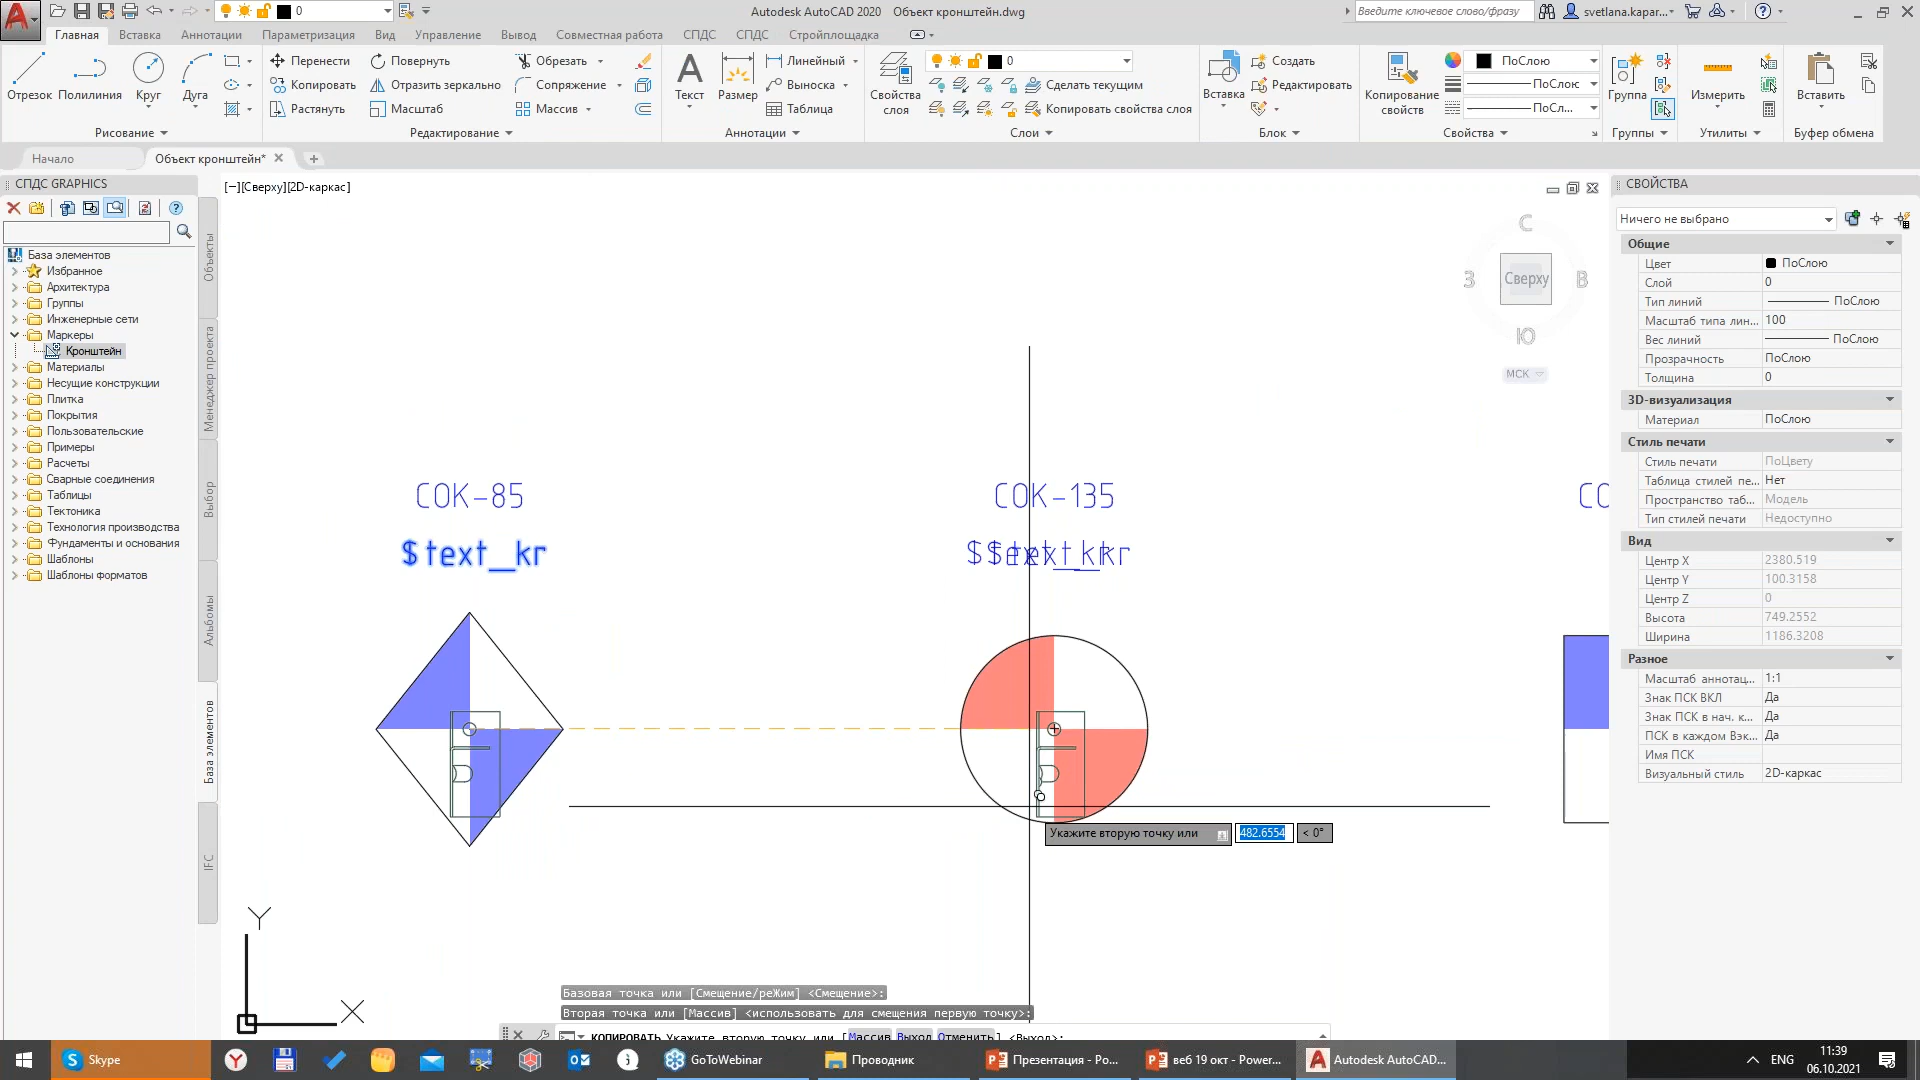 Autodesk AutoCAD 2020 Объект кронштейн.dwg
Введите ключевое слово/фразу
svetlana.kapar...
0
Главная Вставка Аннотации Параметризация Вид Управление Вывод Совместная работа СПДС СПДС Стройплощадка
Отрезок Полилиния Круг Дуга
Рисование
Перенести Повернуть Обрезать
Копировать Отразить зеркально Сопряжение
Растянуть Масштаб Массив
Редактирование
Текст Размер
Линейный
Выноска
Таблица
Аннотации
Свойства слоя
0
Сделать текущим
Копировать свойства слоя
Слои
Вставка
Создать
Редактировать
Блок
Копирование свойств
ПоСлою
ПоСлою
ПоСл...
Свойства
Группа
Группы
Измерить
Утилиты
Вставить
Буфер обмена
Начало
Объект кронштейн*
СПДС GRAPHICS
База элементов
Избранное
Архитектура
Группы
Инженерные сети
Маркеры
Кронштейн
Материалы
Несущие конструкции
Плитка
Покрытия
Пользовательские
Примеры
Расчеты
Сварные соединения
Таблицы
Тектоника
Технология производства
Фундаменты и основания
Шаблоны
Шаблоны форматов
Объекты
Менеджер проекта
Выбор
Альбомы
База элементов
IFC
[−][Сверху][2D-каркас]
С
З Сверху В
Ю
МСК
СОК-85
СОК-135
СО
$text_kr
Укажите вторую точку или 482.6554 < 0°
Y
X
Базовая точка или [Смещение/реЖим] <Смещение>:
Вторая точка или [Массив] <использовать для смещения первую точку>:
КОПИРОВАТЬ Укажите вторую точку или [Массив Выход Отменить] <Выход>:
СВОЙСТВА
Ничего не выбрано
Общие
Цвет ПоСлою
Слой 0
Тип линий ПоСлою
Масштаб типа лин... 100
Вес линий ПоСлою
Прозрачность ПоСлою
Толщина 0
3D-визуализация
Материал ПоСлою
Стиль печати
Стиль печати ПоЦвету
Таблица стилей пе... Нет
Пространство таб... Модель
Тип стилей печати Недоступно
Вид
Центр X 2380.519
Центр Y 100.3158
Центр Z 0
Высота 749.2552
Ширина 1186.3208
Разное
Масштаб аннотац... 1:1
Знак ПСК ВКЛ Да
Знак ПСК в нач. к... Да
ПСК в каждом Вэк... Да
Имя ПСК
Визуальный стиль 2D-каркас
Skype
GoToWebinar
Проводник
Презентация - Po...
веб 19 окт - Power...
Autodesk AutoCAD...
ENG
11:39
06.10.2021